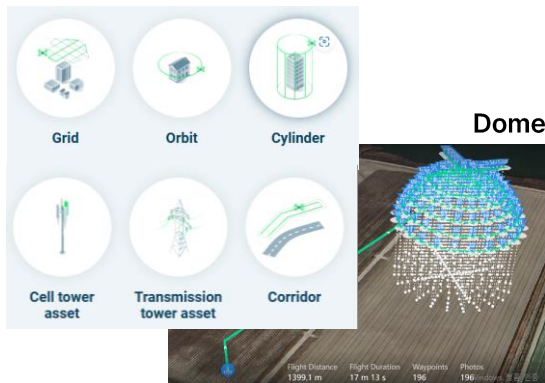 Grid
Orbit
Cylinder
Dome
Cell tower
asset
Transmission
tower asset
Corridor
Flight Distance
1399.1 m
Flight Duration
17 m 13 s
Waypoints
196
Photos
196
Windows